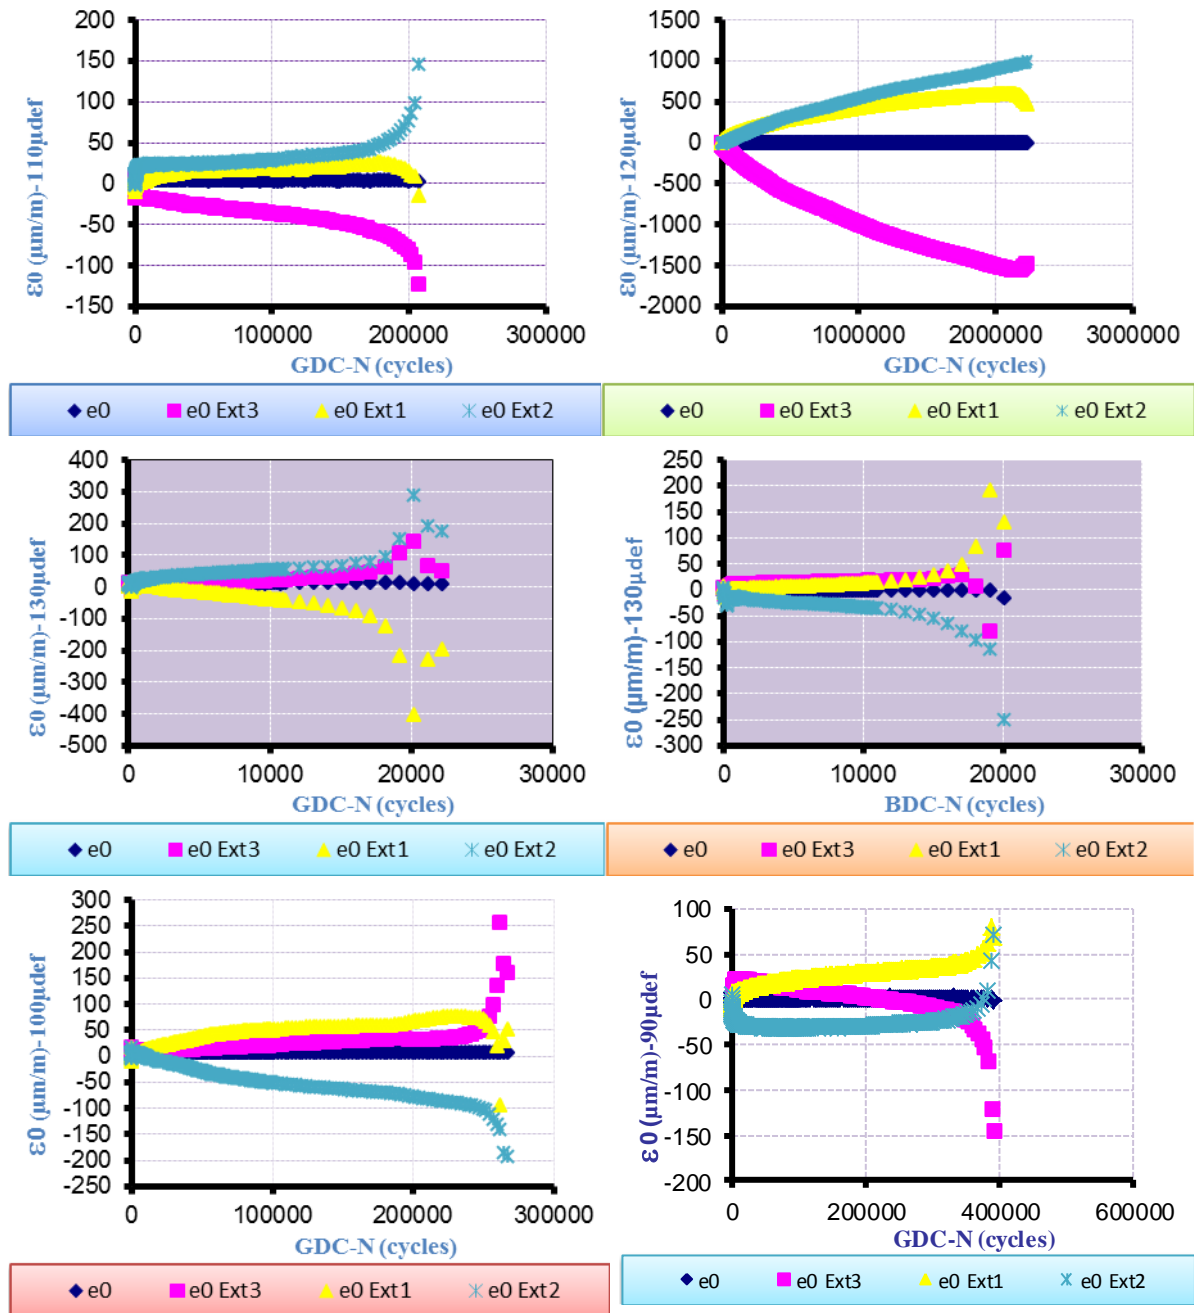 ε0 (μm/m)-110μdef
200
150
100
50
0
-50
-100
-150
0 100000 200000 300000
GDC-N (cycles)
e0 e0 Ext3 e0 Ext1 e0 Ext2
ε0 (μm/m)-120μdef
1500
1000
500
0
-500
-1000
-1500
-2000
0 1000000 2000000 3000000
GDC-N (cycles)
e0 e0 Ext3 e0 Ext1 e0 Ext2
ε0 (μm/m)-130μdef
400
300
200
100
0
-100
-200
-300
-400
-500
0 10000 20000 30000
GDC-N (cycles)
e0 e0 Ext3 e0 Ext1 e0 Ext2
ε0 (μm/m)-130μdef
250
200
150
100
50
0
-50
-100
-150
-200
-250
-300
0 10000 20000 30000
BDC-N (cycles)
e0 e0 Ext3 e0 Ext1 e0 Ext2
ε0 (μm/m)- 100μdef
300
250
200
150
100
50
0
-50
-100
-150
-200
-250
0 100000 200000 300000
GDC-N (cycles)
e0 e0 Ext3 e0 Ext1 e0 Ext2
ε0 (μm/m)-90μdef
100
50
0
-50
-100
-150
-200
0 200000 400000 600000
GDC-N (cycles)
e0 e0 Ext3 e0 Ext1 e0 Ext2